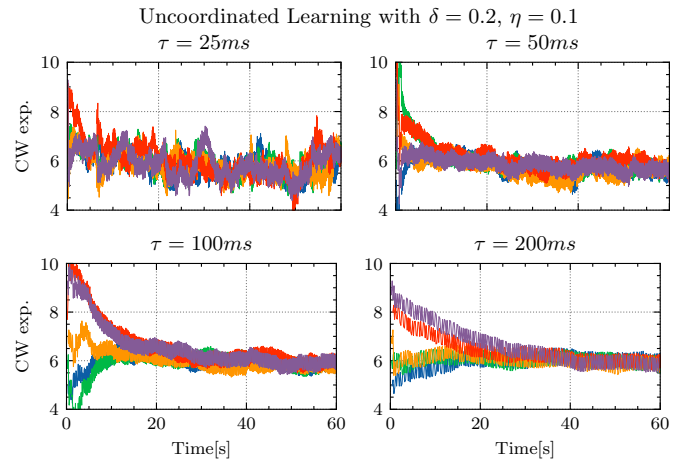 Uncoordinated Learning with δ = 0.2, η = 0.1
τ = 25ms
τ = 50ms
10
8
6
4
CW exp.
10
8
6
4
τ = 100ms
τ = 200ms
10
8
6
4
CW exp.
0
20
40
60
Time[s]
10
8
6
4
CW exp.
0
20
40
60
Time[s]